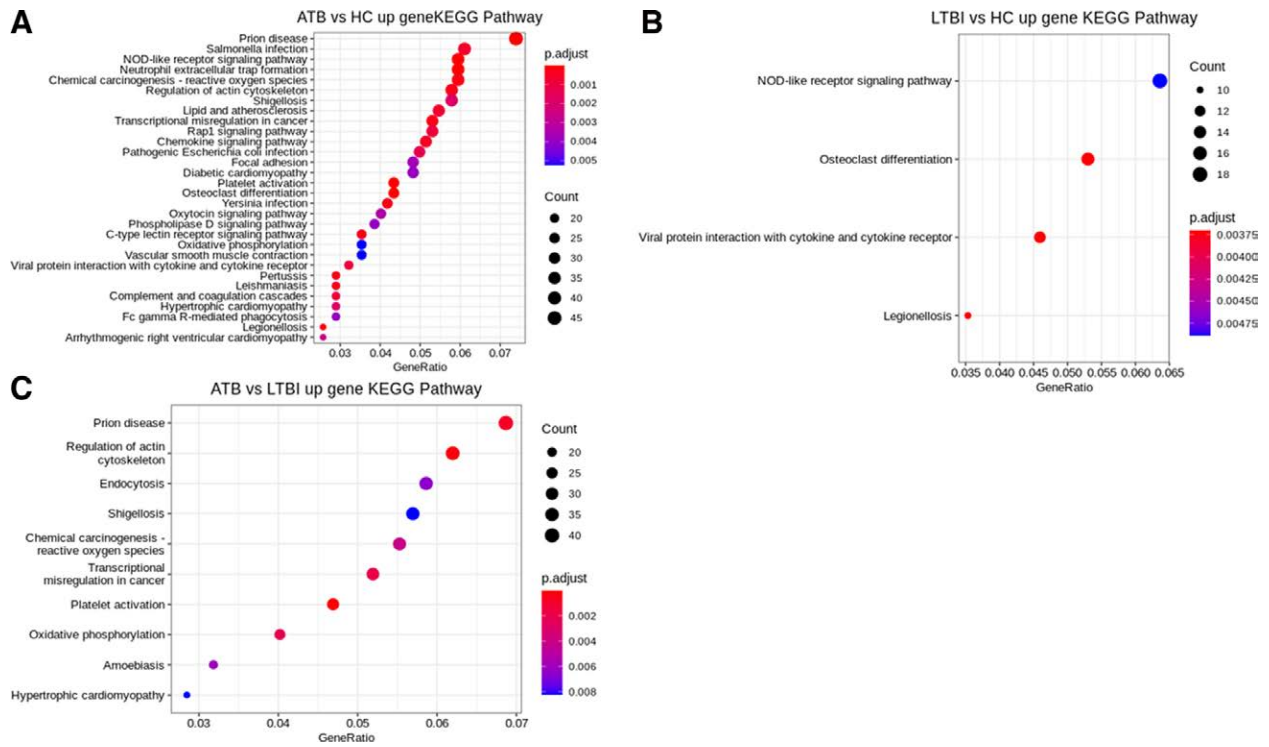 A
ATB vs HC up geneKEGG Pathway
Prion disease
Salmonella infection
NOD-like receptor signaling pathway
Neutrophil extracellular trap formation
Chemical carcinogenesis - reactive oxygen species
Regulation of actin cytoskeleton
Shigellosis
Lipid and atherosclerosis
Transcriptional misregulation in cancer
Rap1 signaling pathway
Chemokine signaling pathway
Pathogenic Escherichia coli infection
Focal adhesion
Diabetic cardiomyopathy
Platelet activation
Osteoclast differentiation
Yersinia infection
Oxytocin signaling pathway
Phospholipase D signaling pathway
C-type lectin receptor signaling pathway
Oxidative phosphorylation
Vascular smooth muscle contraction
Viral protein interaction with cytokine and cytokine receptor
Pertussis
Leishmaniasis
Complement and coagulation cascades
Hypertrophic cardiomyopathy
Fc gamma R-mediated phagocytosis
Legionellosis
Arrhythmogenic right ventricular cardiomyopathy
0.03 0.04 0.05 0.06 0.07
GeneRatio
p.adjust
0.001
0.002
0.003
0.004
0.005
Count
20
25
30
35
40
45
B
LTBI vs HC up gene KEGG Pathway
NOD-like receptor signaling pathway
Osteoclast differentiation
Viral protein interaction with cytokine and cytokine receptor
Legionellosis
0.035 0.040 0.045 0.050 0.055 0.060 0.065
GeneRatio
Count
10
12
14
16
18
p.adjust
0.00375
0.00400
0.00425
0.00450
0.00475
C
ATB vs LTBI up gene KEGG Pathway
Prion disease
Regulation of actin
cytoskeleton
Endocytosis
Shigellosis
Chemical carcinogenesis -
reactive oxygen species
Transcriptional
misregulation in cancer
Platelet activation
Oxidative phosphorylation
Amoebiasis
Hypertrophic cardiomyopathy
0.03 0.04 0.05 0.06 0.07
GeneRatio
Count
20
25
30
35
40
p.adjust
0.002
0.004
0.006
0.008